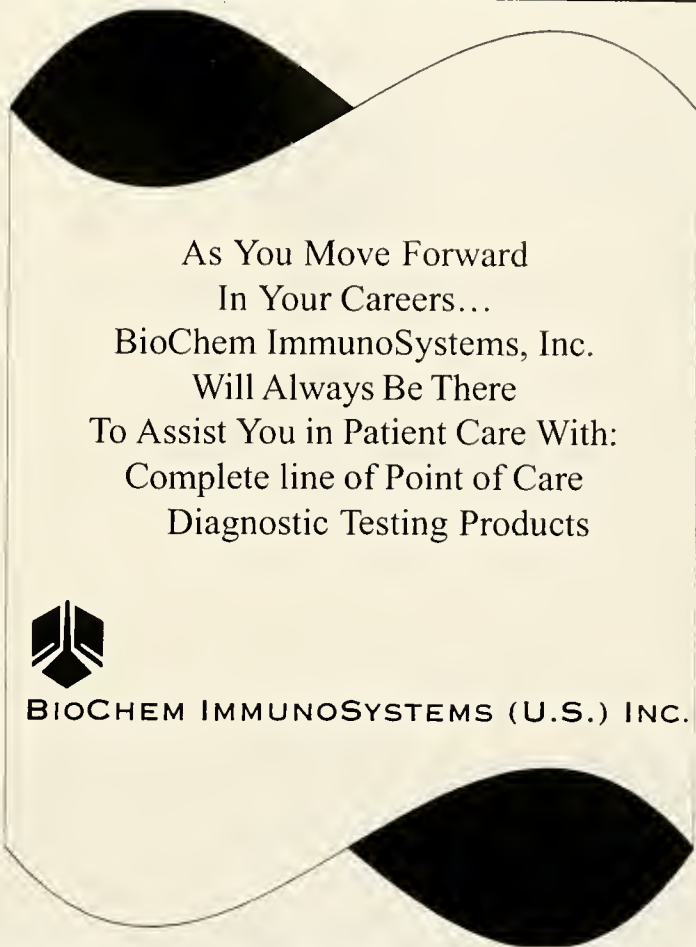 As You Move Forward
In Your Careers...
BioChem ImmunoSystems, Inc.
Will Always Be There
To Assist You in Patient Care With:
Complete line of Point of Care
Diagnostic Testing Products
BIOCHEM IMMUNOSYSTEMS (U.S.) INC.